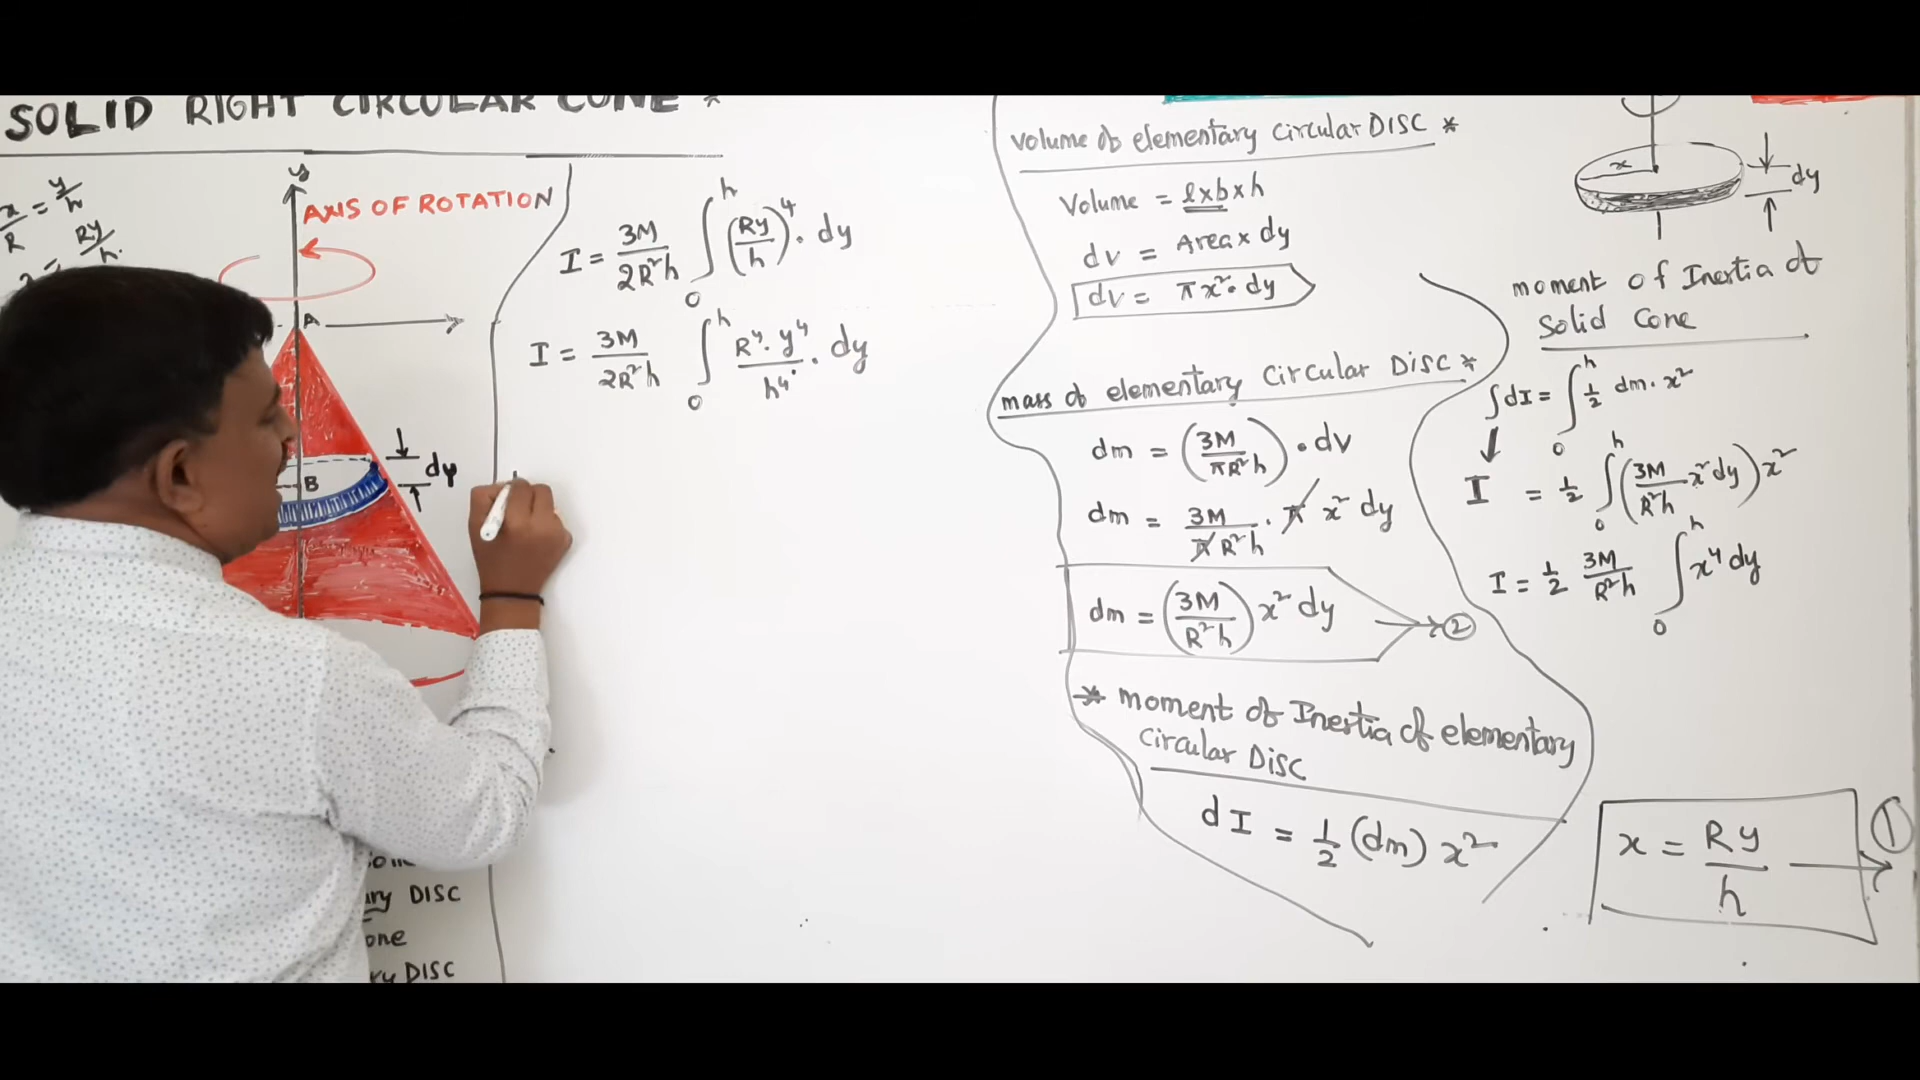 SOLID RIGHT CIRCULAR CONE *
x/R = y/h
Ry/h.
y
AXIS OF ROTATION
A
B
dy
ary DISC
one
ry DISC
I = 3M/2R²h ∫₀ʰ (Ry/h)⁴ · dy
I = 3M/2R²h ∫₀ʰ R⁴·y⁴/h⁴ · dy
volume of elementary circular DISC *
Volume = l x b x h
dv = Area x dy
dv = πx² · dy
mass of elementary Circular Disc *
dm = (3M/πR²h) · dv
dm = 3M/πR²h · π x² dy
dm = (3M/R²h) x² dy
2
* moment of Inertia of elementary
Circular DISC
dI = 1/2 (dm) x²
x
dy
moment of Inertia of
Solid Cone
∫dI = ∫₀ʰ 1/2 dm · x²
I = 1/2 ∫₀ʰ (3M/R²h x² dy) x²
I = 1/2 3M/R²h ∫₀ʰ x⁴ dy
x = Ry/h
1